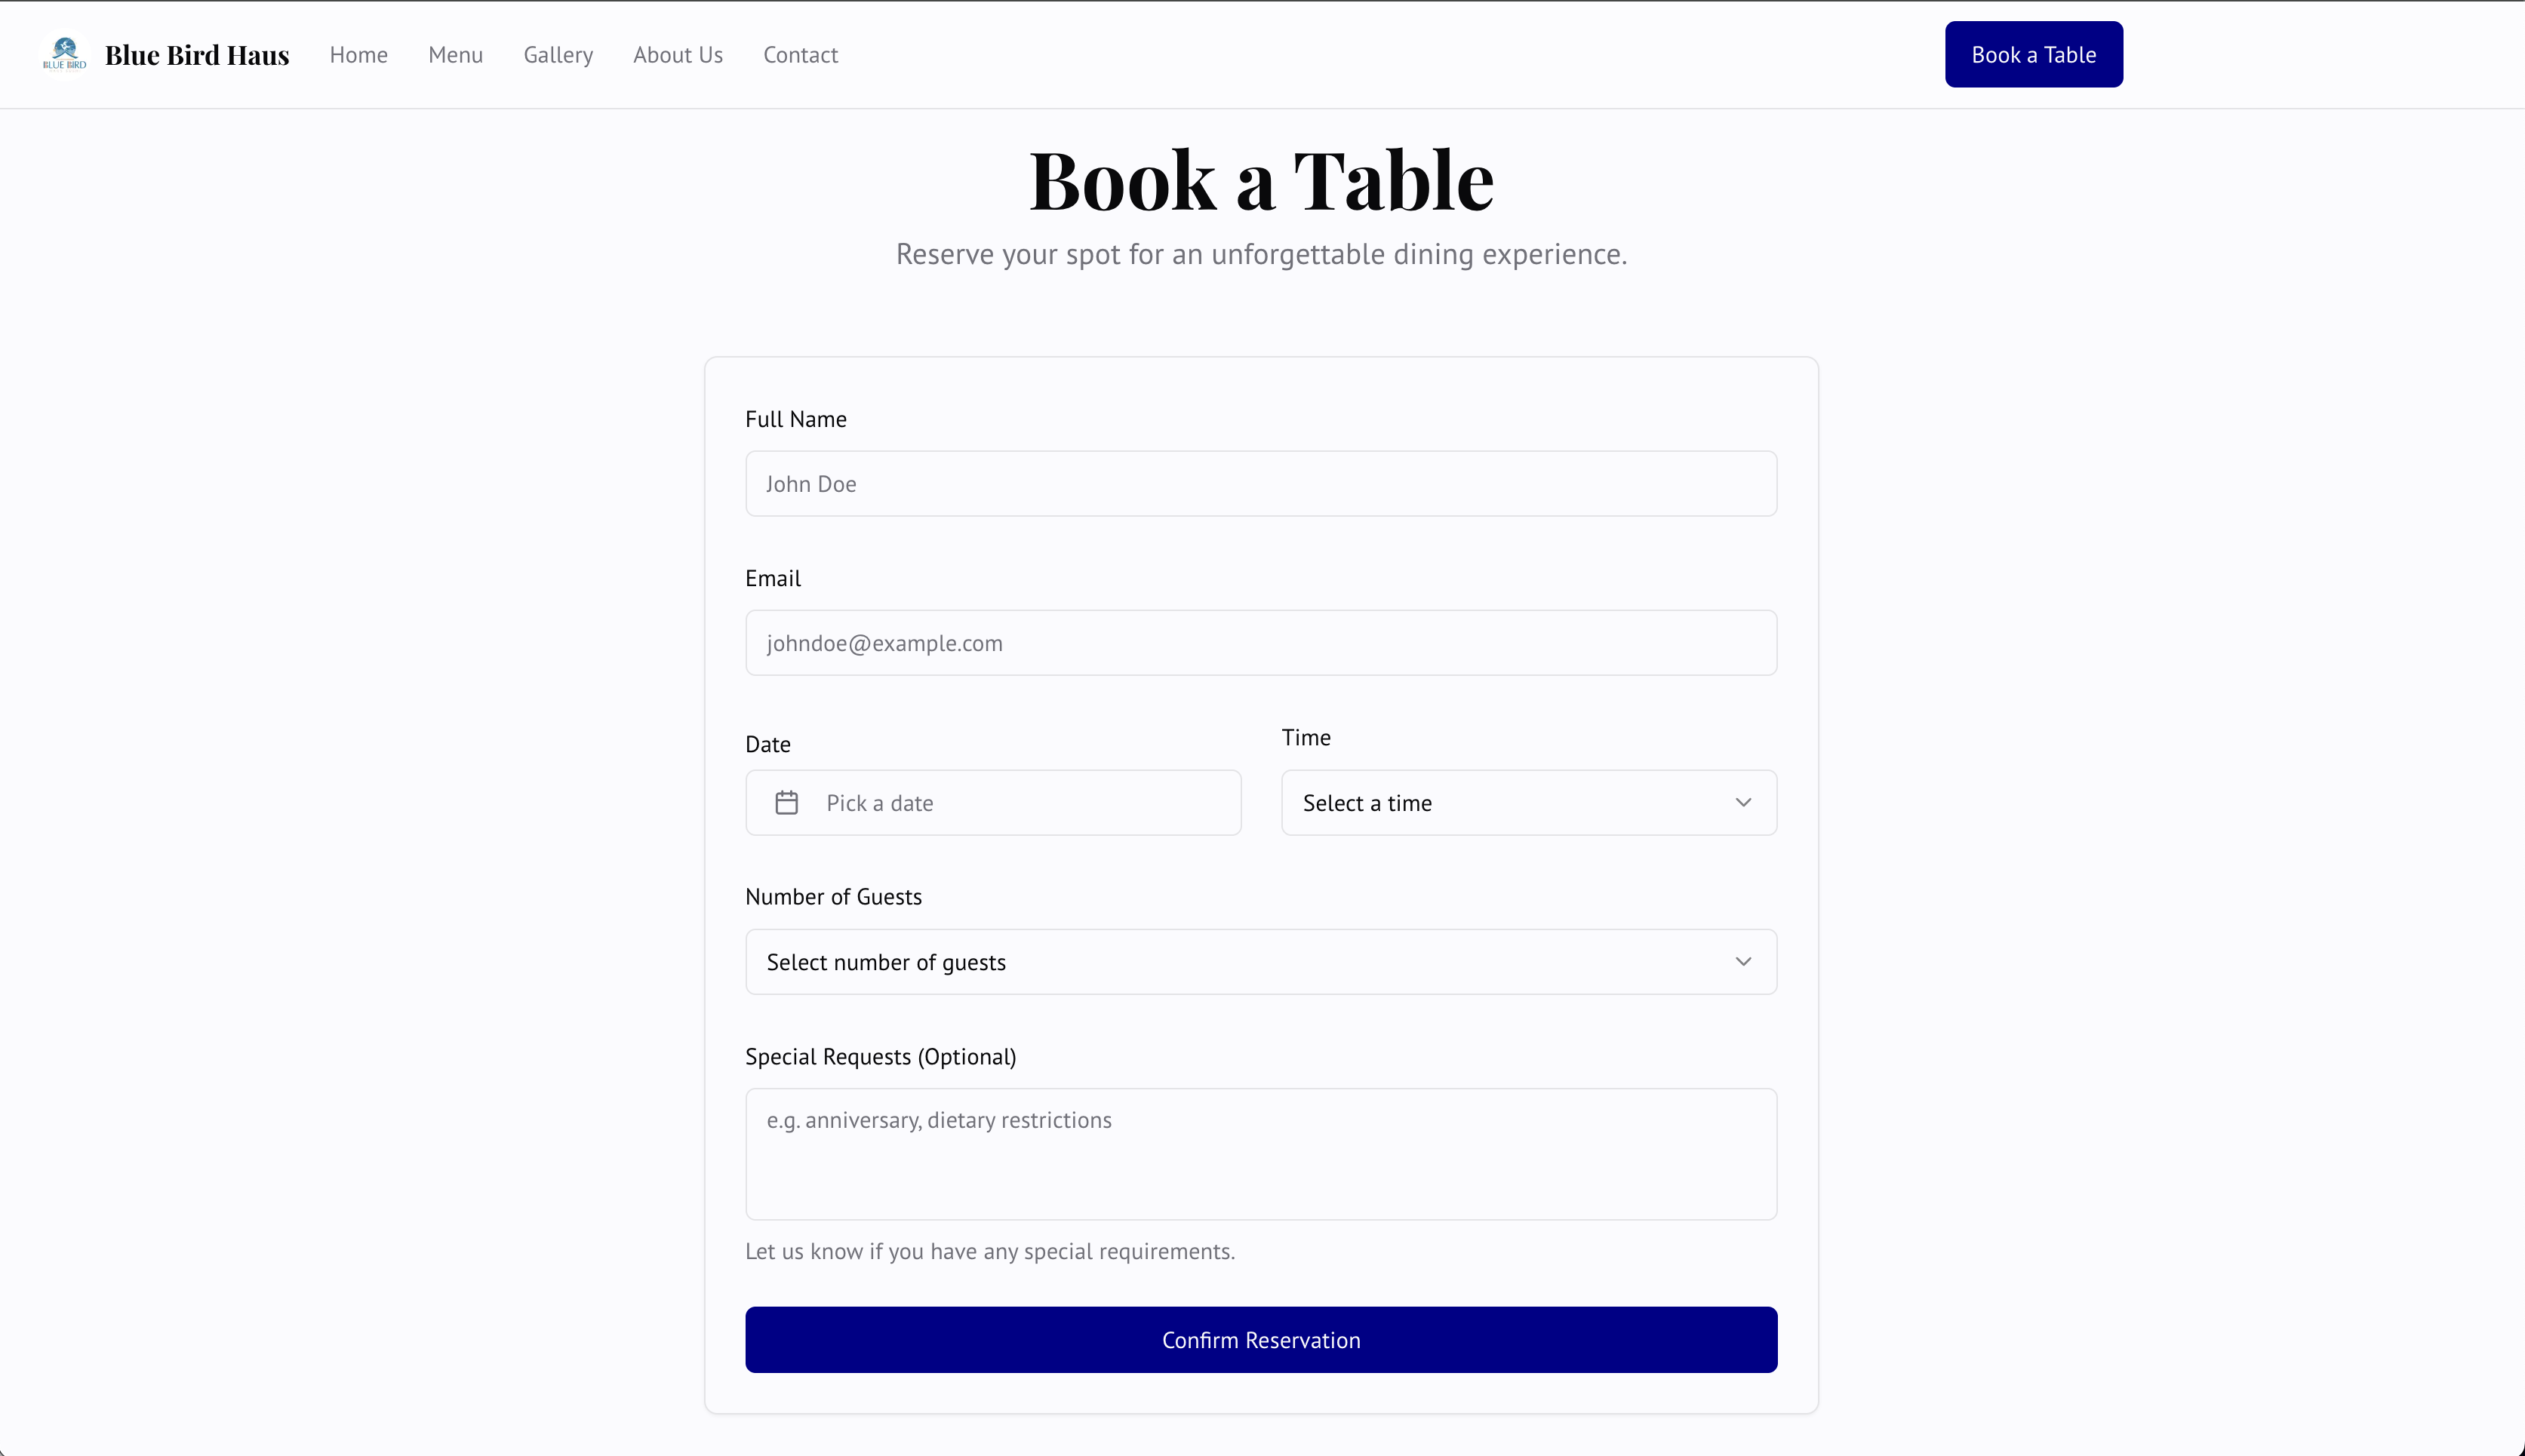 BLUE BIRD
Blue Bird Haus
Home
Menu
Gallery
About Us
Contact
Book a Table
Book a Table
Reserve your spot for an unforgettable dining experience.
Full Name
John Doe
Email
johndoe@example.com
Date
Time
Pick a date
Select a time
Number of Guests
Select number of guests
Special Requests (Optional)
e.g. anniversary, dietary restrictions
Let us know if you have any special requirements.
Confirm Reservation